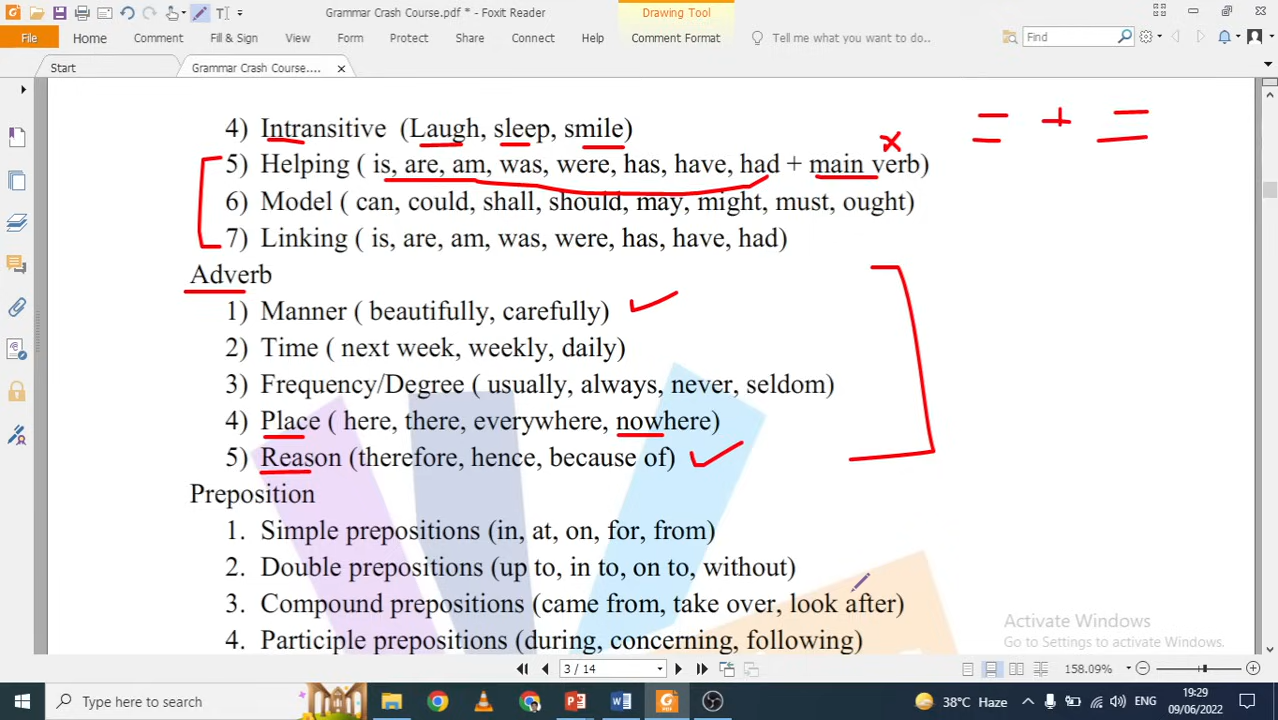 Grammar Crash Course.pdf * - Foxit Reader
Drawing Tool
File Home Comment Fill & Sign View Form Protect Share Connect Help Comment Format Tell me what you want to do.. Find
Start Grammar Crash Course....
4) Intransitive (Laugh, sleep, smile)
5) Helping ( is, are, am, was, were, has, have, had + main verb)
6) Model ( can, could, shall, should, may, might, must, ought)
7) Linking ( is, are, am, was, were, has, have, had)
Adverb
1) Manner ( beautifully, carefully)
2) Time ( next week, weekly, daily)
3) Frequency/Degree ( usually, always, never, seldom)
4) Place ( here, there, everywhere, nowhere)
5) Reason (therefore, hence, because of)
Preposition
1. Simple prepositions (in, at, on, for, from)
2. Double prepositions (up to, in to, on to, without)
3. Compound prepositions (came from, take over, look after)
4. Participle prepositions (during, concerning, following)
Activate Windows
Go to Settings to activate Windows.
3 / 14
158.09%
Type here to search
38°C Haze
ENG
19:29
09/06/2022